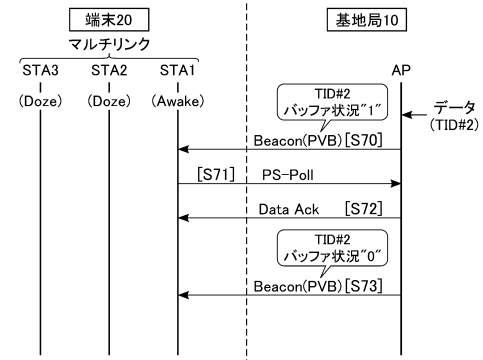 端末20
基地局10
マルチリンク
STA3
STA2
STA1
AP
(Doze)
(Doze)
(Awake)
TID#2
バッファ状況"1"
データ
(TID#2)
Beacon(PVB)[S70]
[S71] PS-Poll
Data Ack [S72]
TID#2
バッファ状況"0"
Beacon(PVB)[S73]